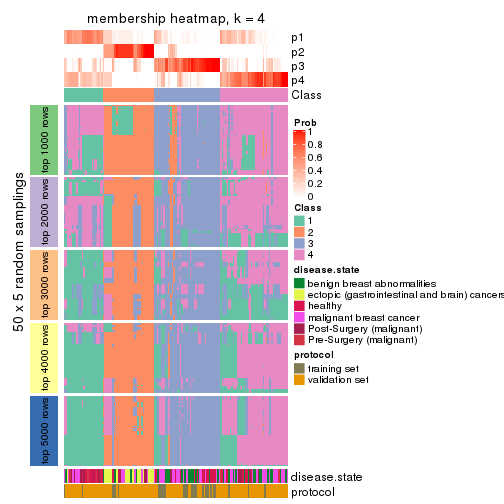 membership heatmap, k = 4
p1
p2
p3
p4
Class
50 x 5 random samplings
top 1000 rows
top 2000 rows
top 3000 rows
top 4000 rows
top 5000 rows
Prob
1
0.8
0.6
0.4
0.2
0
Class
1
2
3
4
disease.state
benign breast abnormalities
ectopic (gastrointestinal and brain) cancers
healthy
malignant breast cancer
Post-Surgery (malignant)
Pre-Surgery (malignant)
protocol
training set
validation set
disease.state
protocol